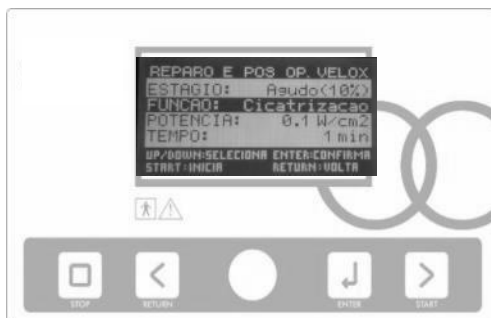 REPARO E POS OP. VELOX
ESTAGIO: Agudo(10%)
FUNCAO: Cicatrizacao
POTENCIA: 0.1 W/cm2
TEMPO: 1 min
UP/DOWN:SELECIONA ENTER:CONFIRMA
START:INICIA RETURN:VOLTA
STOP RETURN ENTER START